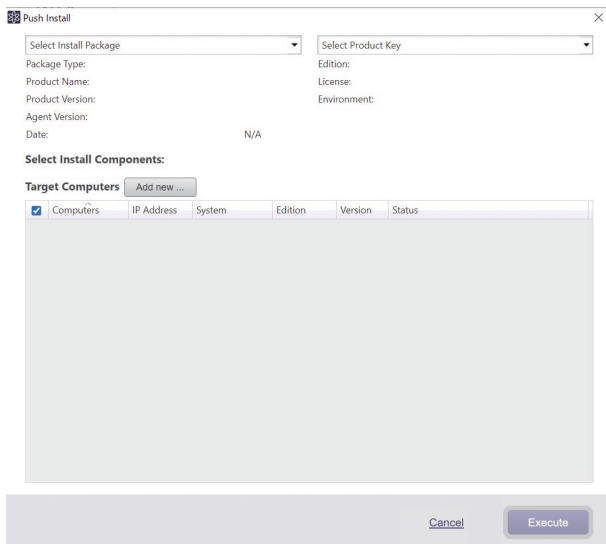 Push Install
Select Install Package Select Product Key
Package Type: Edition:
Product Name: License:
Product Version: Environment:
Agent Version:
Date: N/A
Select Install Components:
Target Computers Add new ...
Computers IP Address System Edition Version Status
Cancel Execute